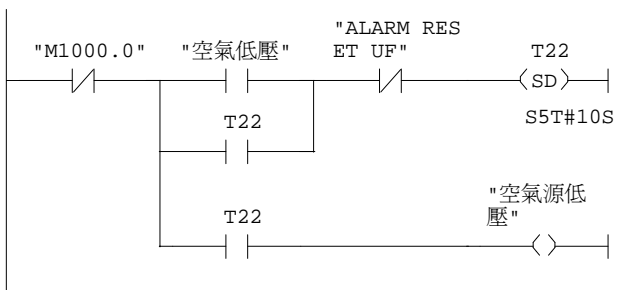 "ALARM RES
"M1000.0" "空氣低壓" ET UF" T22
SD
T22 S5T#10S
"空氣源低
T22 壓"